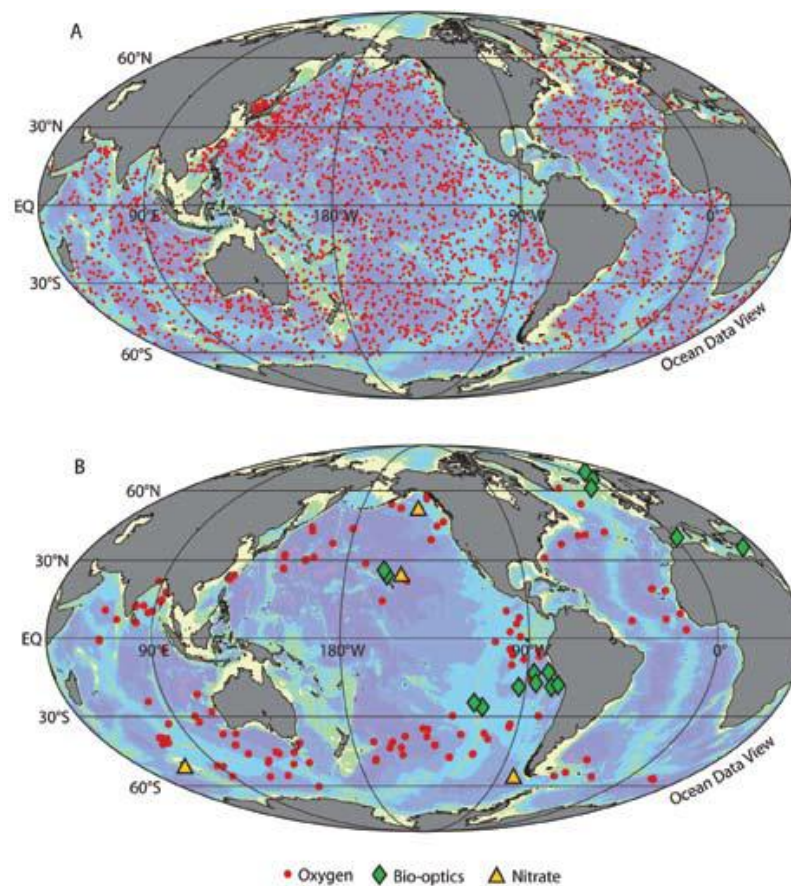 A
60°N
30°N
EQ
90°E
180°W
90°W
0°
30°S
60°S
Ocean Data View
B
60°N
30°N
EQ
90°E
180°W
90°W
0°
30°S
60°S
Ocean Data View
Oxygen Bio-optics Nitrate